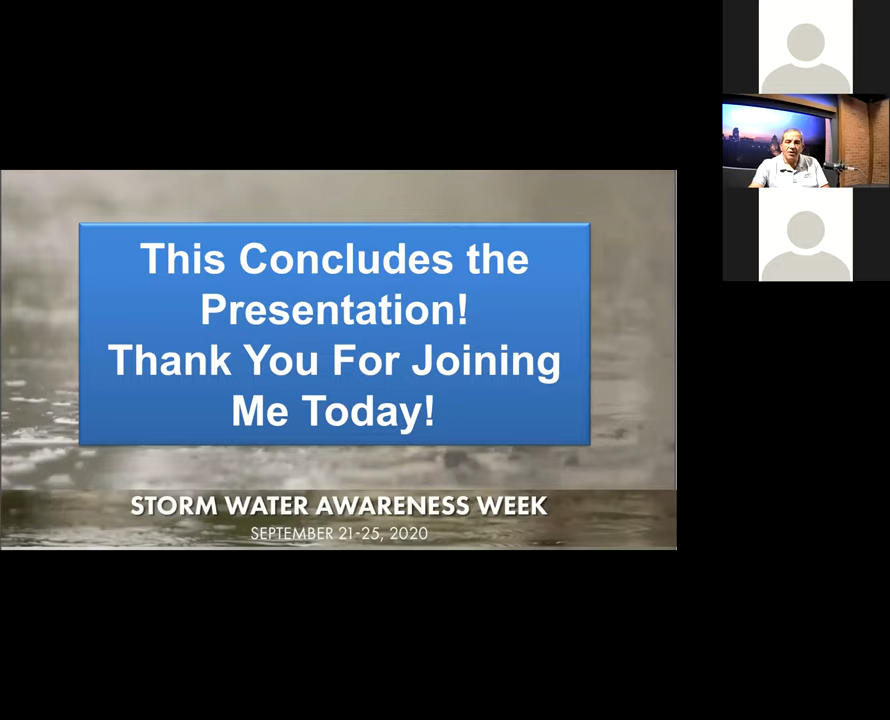 This Concludes the
Presentation!
Thank You For Joining
Me Today!
STORM WATER AWARENESS WEEK
SEPTEMBER 21-25, 2020